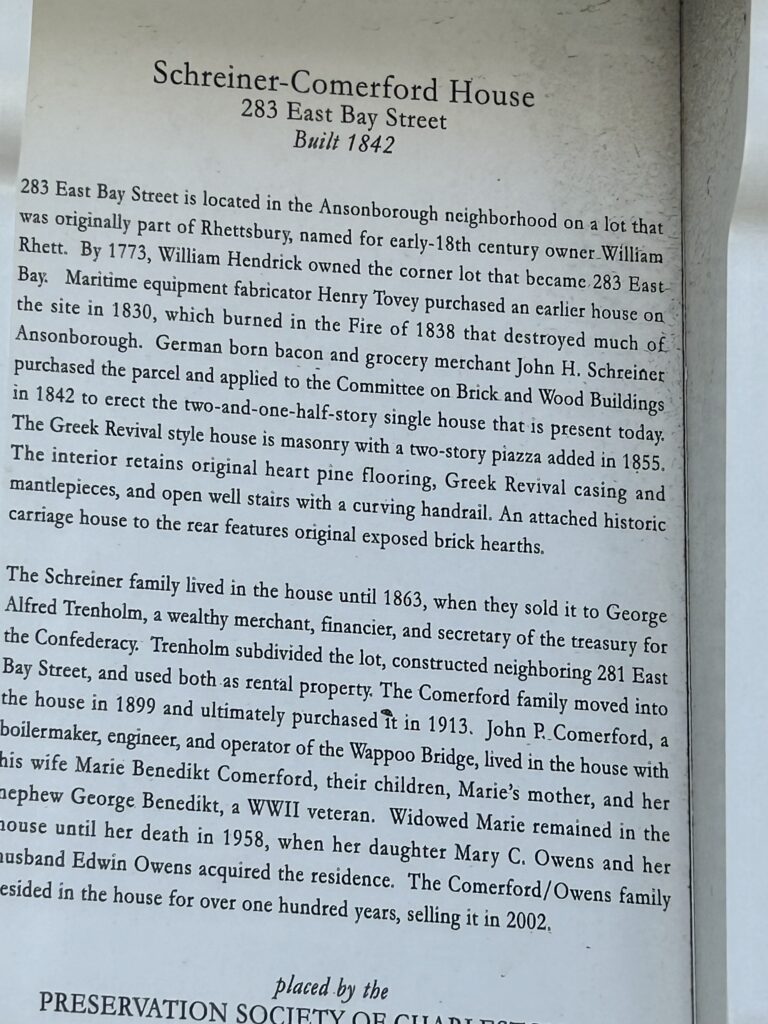 Schreiner-Comerford House
283 East Bay Street
Built 1842
283 East Bay Street is located in the Ansonborough neighborhood on a lot that
was originally part of Rhettsbury, named for early-18th century owner William
Rhett. By 1773, William Hendrick owned the corner lot that became 283 East
Bay. Maritime equipment fabricator Henry Tovey purchased an earlier house on
the site in 1830, which burned in the Fire of 1838 that destroyed much of
Ansonborough. German born bacon and grocery merchant John H. Schreiner
purchased the parcel and applied to the Committee on Brick and Wood Buildings
in 1842 to erect the two-and-one-half-story single house that is present today.
The Greek Revival style house is masonry with a two-story piazza added in 1855.
The interior retains original heart pine flooring, Greek Revival casing and
mantlepieces, and open well stairs with a curving handrail. An attached historic
carriage house to the rear features original exposed brick hearths.
The Schreiner family lived in the house until 1863, when they sold it to George
Alfred Trenholm, a wealthy merchant, financier, and secretary of the treasury for
the Confederacy. Trenholm subdivided the lot, constructed neighboring 281 East
Bay Street, and used both as rental property. The Comerford family moved into
the house in 1899 and ultimately purchased it in 1913. John P. Comerford, a
boilermaker, engineer, and operator of the Wappoo Bridge, lived in the house with
his wife Marie Benedikt Comerford, their children, Marie's mother, and her
nephew George Benedikt, a WWII veteran. Widowed Marie remained in the
house until her death in 1958, when her daughter Mary C. Owens and her
husband Edwin Owens acquired the residence. The Comerford/Owens family
esided in the house for over one hundred years, selling it in 2002.
placed by the
PRESERVATION SOCIETY OF CHARLEST